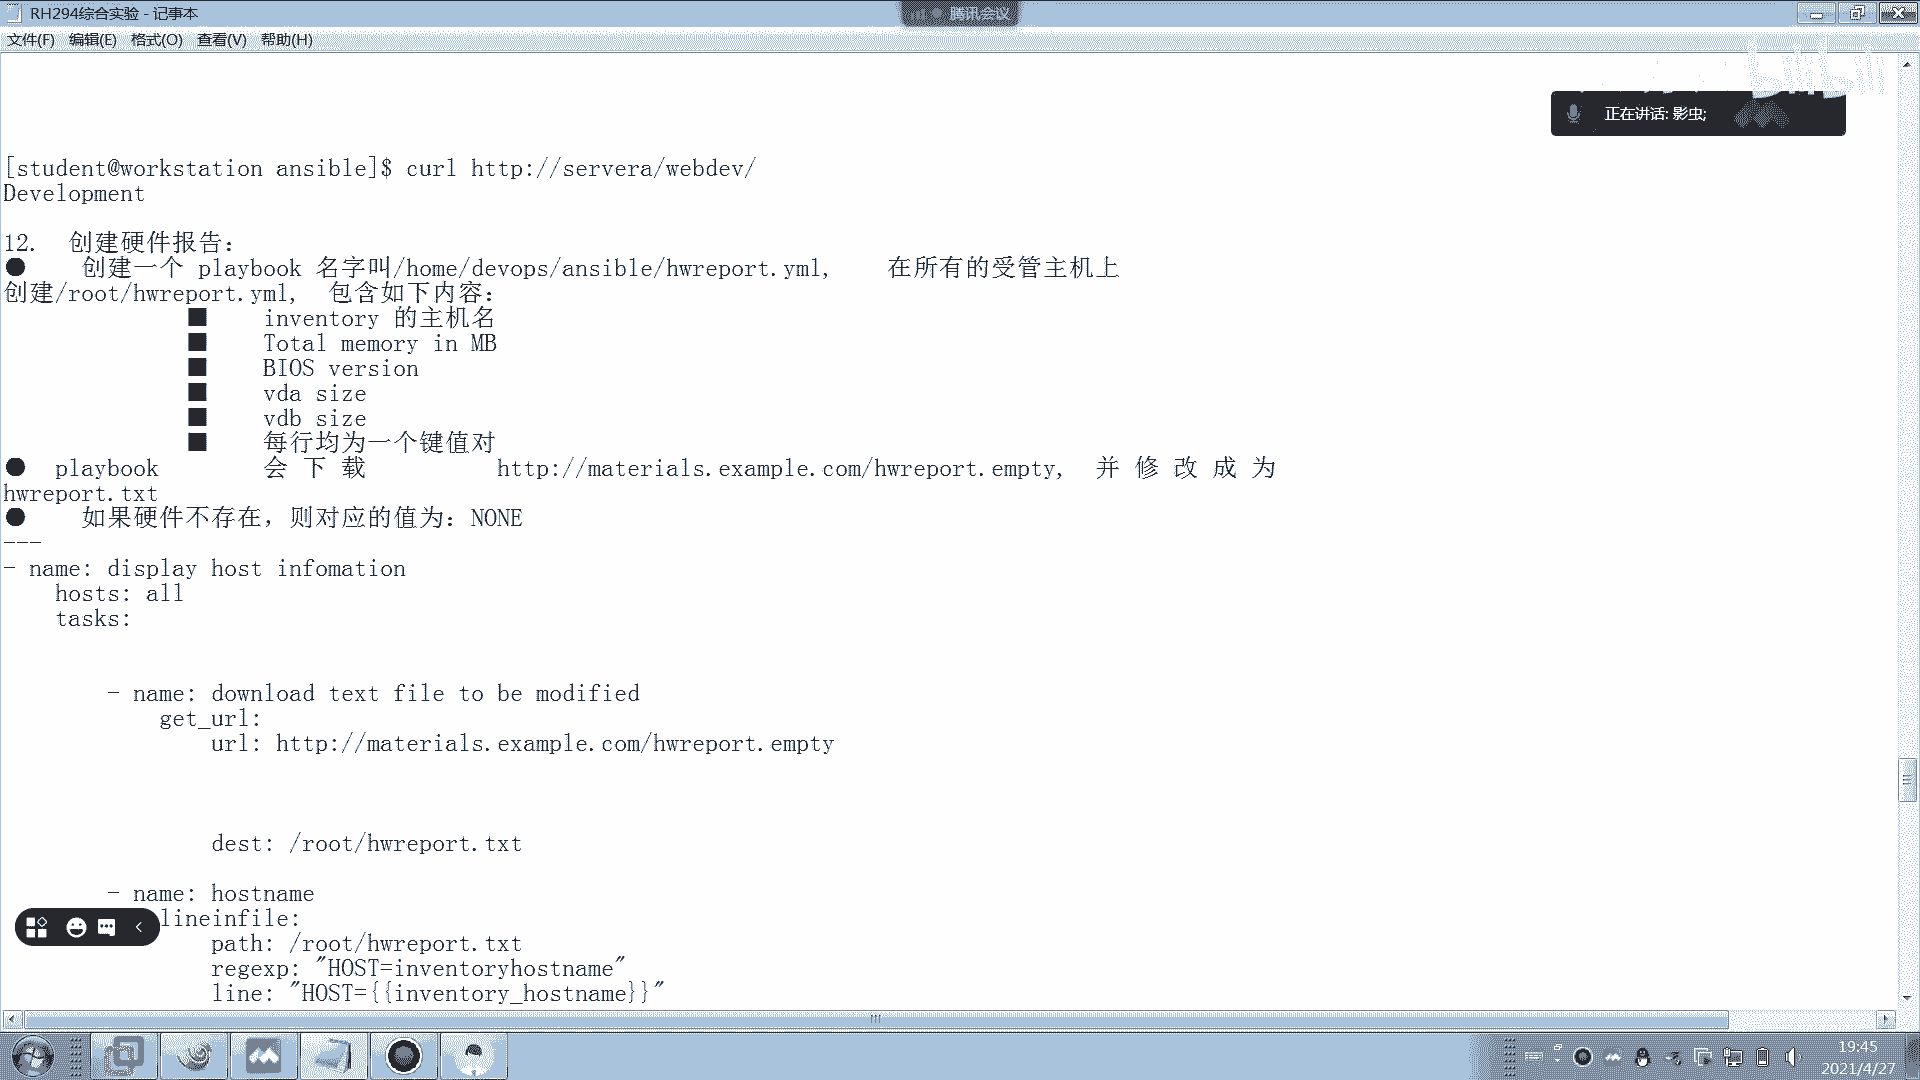 RH294综合实验 - 记事本
腾讯会议
文件(F) 编辑(E) 格式(O) 查看(V) 帮助(H)
bilibili
正在讲话: 影虫;
[student@workstation ansible]$ curl http://servera/webdev/
Development
12. 创建硬件报告：
● 创建一个 playbook 名字叫/home/devops/ansible/hwreport.yml, 在所有的受管主机上
创建/root/hwreport.yml, 包含如下内容：
■ inventory 的主机名
■ Total memory in MB
■ BIOS version
■ vda size
■ vdb size
■ 每行均为一个键值对
● playbook 会 下 载 http://materials.example.com/hwreport.empty, 并 修 改 成 为
hwreport.txt
● 如果硬件不存在，则对应的值为：NONE
---
- name: display host infomation
hosts: all
tasks:
- name: download text file to be modified
get_url:
url: http://materials.example.com/hwreport.empty
dest: /root/hwreport.txt
- name: hostname
lineinfile:
path: /root/hwreport.txt
regexp: "HOST=inventoryhostname"
line: "HOST={{inventory_hostname}}"
19:45
2021/4/27